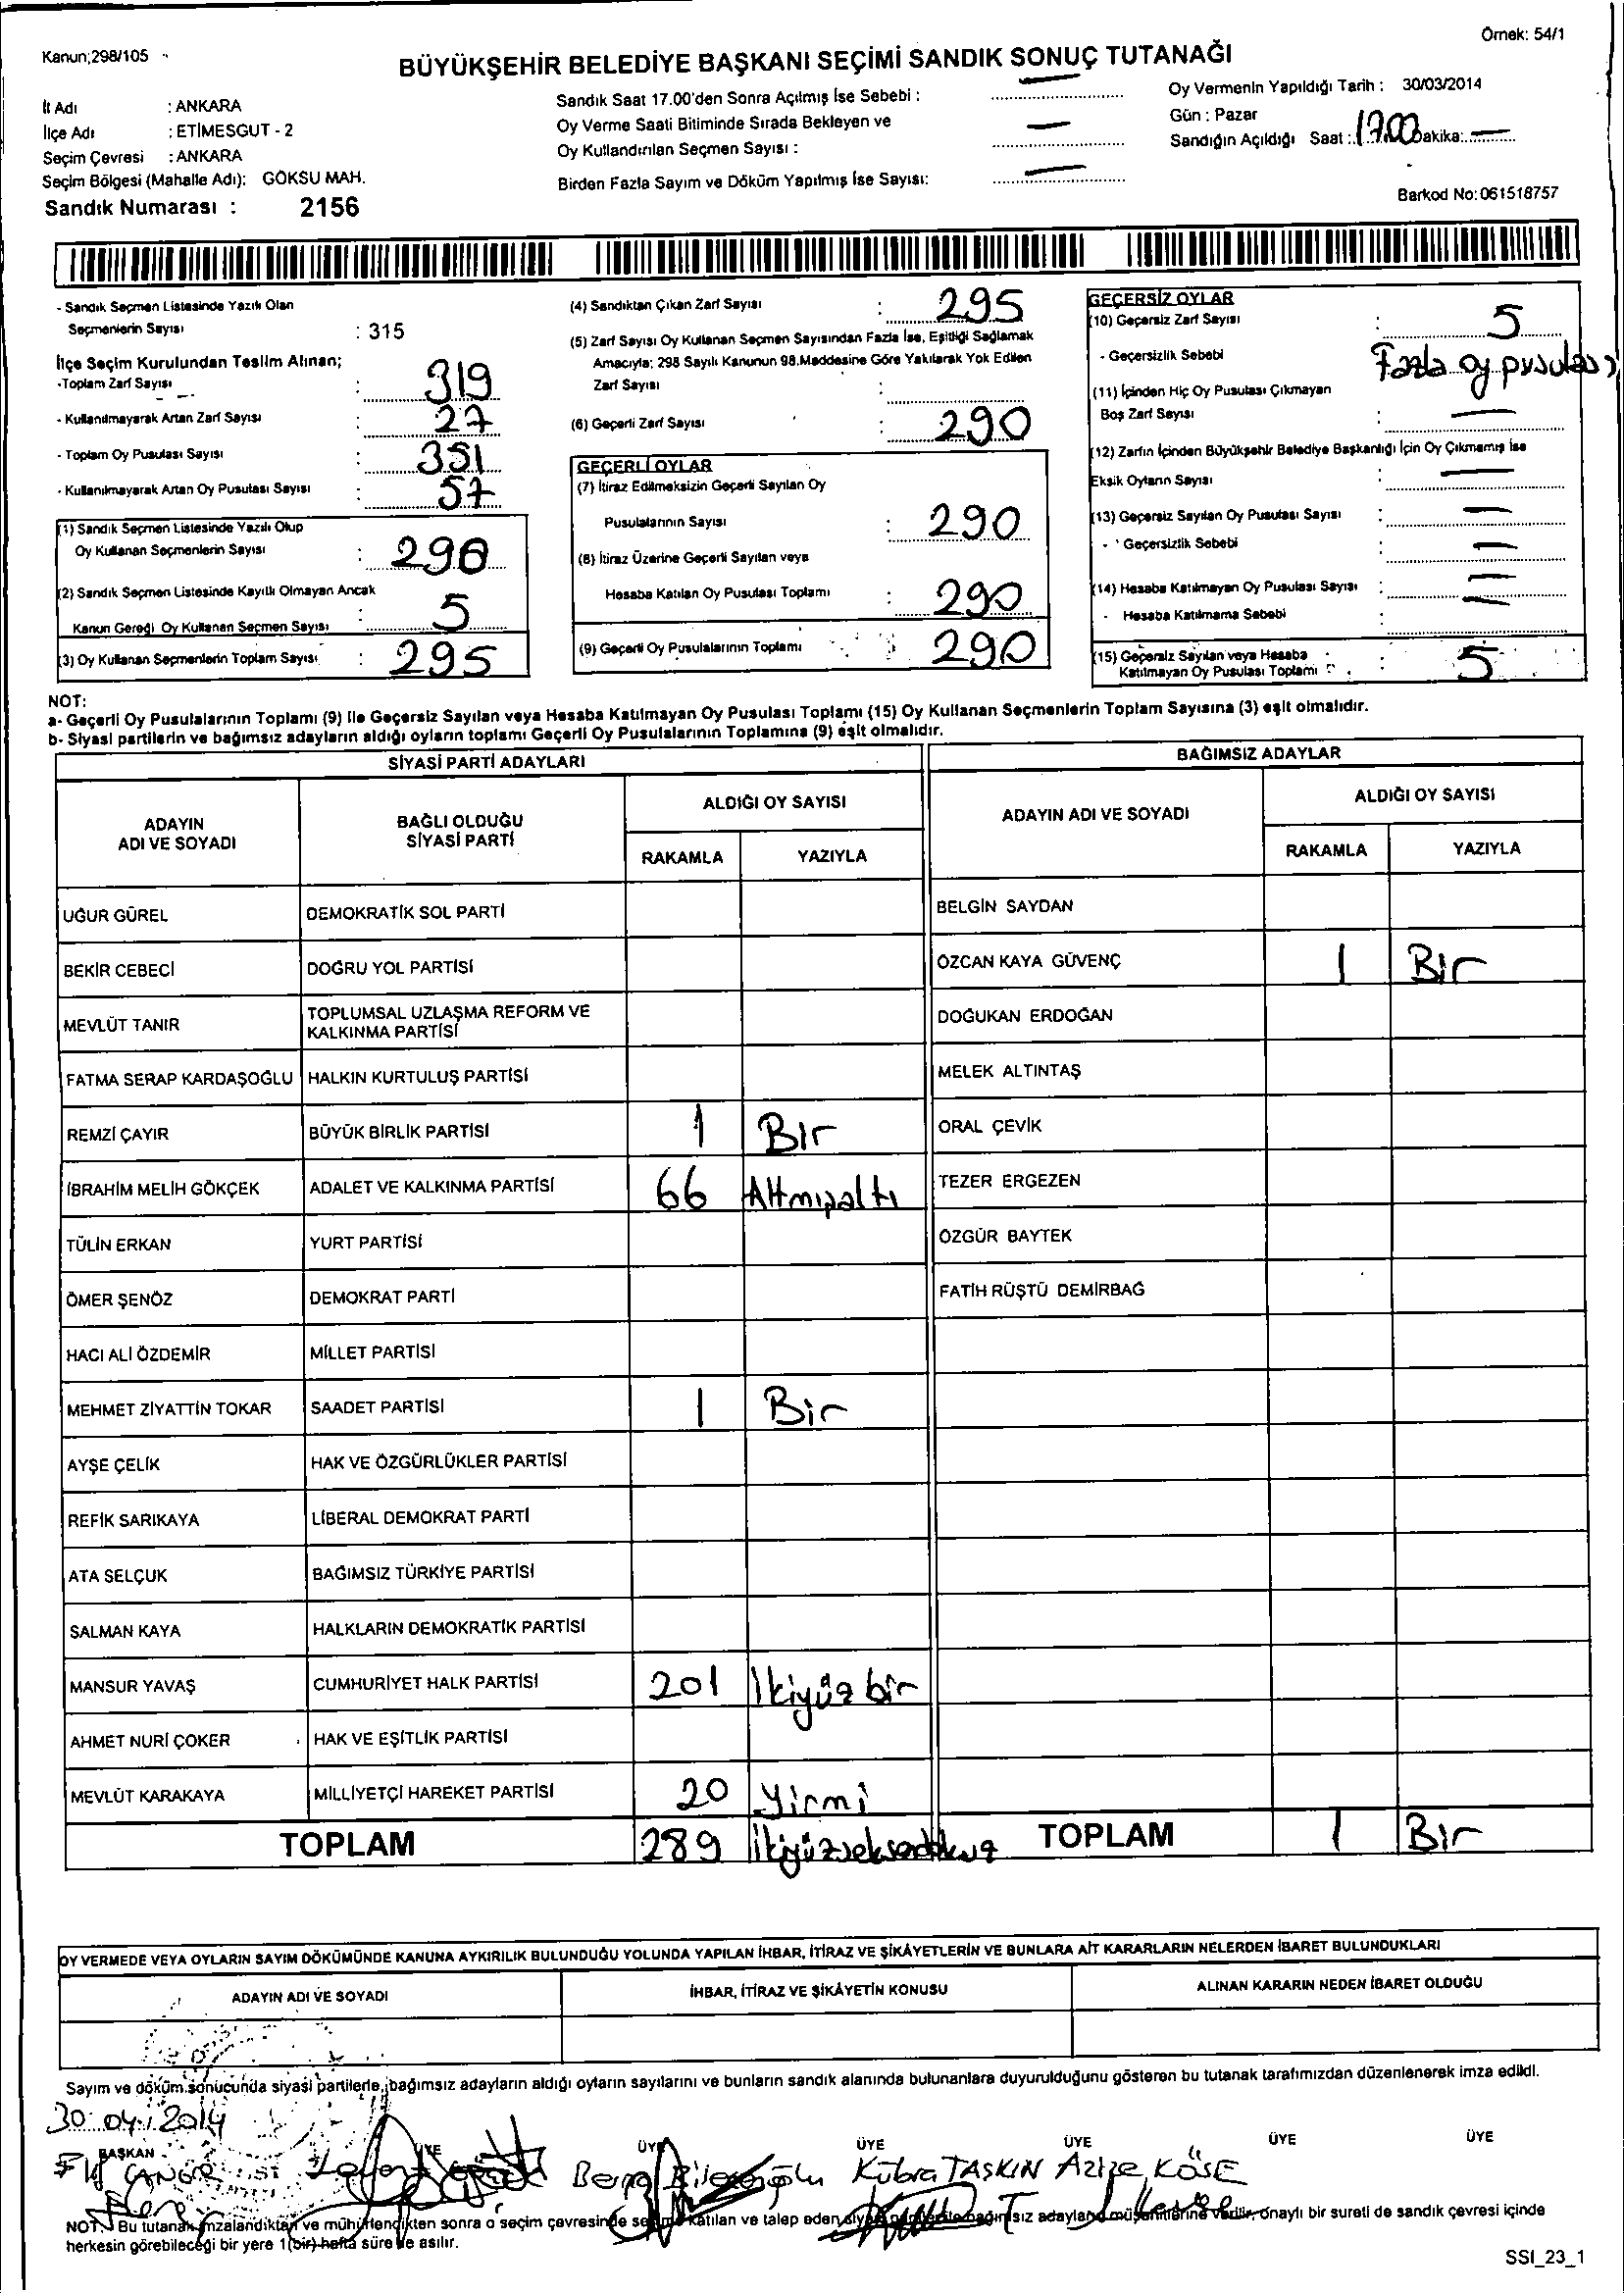 Kanun;298/105
Örnek: 54/1
BÜYÜKŞEHİR BELEDİYE BAŞKANI SEÇİMİ SANDIK SONUÇ TUTANAĞI
İl Adı : ANKARA
İlçe Adı : ETİMESGUT - 2
Seçim Çevresi : ANKARA
Seçim Bölgesi (Mahalle Adı): GÖKSU MAH.
Sandık Numarası : 2156
Sandık Saat 17.00'den Sonra Açılmış İse Sebebi : —
Oy Verme Saati Bitiminde Sırada Bekleyen ve
Oy Kullandırılan Seçmen Sayısı : —
Birden Fazla Sayım ve Döküm Yapılmış İse Sayısı: —
Oy Vermenin Yapıldığı Tarih : 30/03/2014
Gün : Pazar
Sandığın Açıldığı Saat : 17.00 Dakika: —
Barkod No: 061518757
- Sandık Seçmen Listesinde Yazılı Olan
Seçmenlerin Sayısı : 315
İlçe Seçim Kurulundan Teslim Alınan;
-Toplam Zarf Sayısı : 319
- Kullanılmayarak Artan Zarf Sayısı : 27
- Toplam Oy Pusulası Sayısı : 351
- Kullanılmayarak Artan Oy Pusulası Sayısı : 57
(1) Sandık Seçmen Listesinde Yazılı Olup
Oy Kullanan Seçmenlerin Sayısı : 290
(2) Sandık Seçmen Listesinde Kayıtlı Olmayan Ancak
Kanun Gereği Oy Kullanan Seçmen Sayısı : 5
(3) Oy Kullanan Seçmenlerin Toplam Sayısı : 295
(4) Sandıktan Çıkan Zarf Sayısı : 295
(5) Zarf Sayısı Oy Kullanan Seçmen Sayısından Fazla İse, Eşitliği Sağlamak
Amacıyla; 298 Sayılı Kanunun 98.Maddesine Göre Yakılarak Yok Edilen
Zarf Sayısı :
(6) Geçerli Zarf Sayısı : 290
GEÇERLİ OYLAR
(7) İtiraz Edilmeksizin Geçerli Sayılan Oy
Pusulalarının Sayısı : 290
(8) İtiraz Üzerine Geçerli Sayılan veya
Hesaba Katılan Oy Pusulası Toplamı : 290
(9) Geçerli Oy Pusulalarının Toplamı : 290
GEÇERSİZ OYLAR
(10) Geçersiz Zarf Sayısı : 5
- Geçersizlik Sebebi Fazla oy pusulası
(11) İçinden Hiç Oy Pusulası Çıkmayan
Boş Zarf Sayısı : —
(12) Zarfın İçinden Büyükşehir Belediye Başkanlığı İçin Oy Çıkmamış İse
Eksik Oyların Sayısı : —
(13) Geçersiz Sayılan Oy Pusulası Sayısı : —
- Geçersizlik Sebebi : —
(14) Hesaba Katılmayan Oy Pusulası Sayısı : —
- Hesaba Katılmama Sebebi : —
(15) Geçersiz Sayılan veya Hesaba
Katılmayan Oy Pusulası Toplamı : 5
NOT:
a- Geçerli Oy Pusulalarının Toplamı (9) ile Geçersiz Sayılan veya Hesaba Katılmayan Oy Pusulası Toplamı (15) Oy Kullanan Seçmenlerin Toplam Sayısına (3) eşit olmalıdır.
b- Siyasi partilerin ve bağımsız adayların aldığı oyların toplamı Geçerli Oy Pusulalarının Toplamına (9) eşit olmalıdır.
SİYASİ PARTİ ADAYLARI
ADAYIN ADI VE SOYADI BAĞLI OLDUĞU SİYASİ PARTİ ALDIĞI OY SAYISI
RAKAMLA YAZIYLA
UĞUR GÜREL DEMOKRATİK SOL PARTİ
BEKİR CEBECİ DOĞRU YOL PARTİSİ
MEVLÜT TANIR TOPLUMSAL UZLAŞMA REFORM VE KALKINMA PARTİSİ
FATMA SERAP KARDAŞOĞLU HALKIN KURTULUŞ PARTİSİ
REMZİ ÇAYIR BÜYÜK BİRLİK PARTİSİ 1 Bir
İBRAHİM MELİH GÖKÇEK ADALET VE KALKINMA PARTİSİ 66 Altmışaltı
TÜLİN ERKAN YURT PARTİSİ
ÖMER ŞENÖZ DEMOKRAT PARTİ
HACI ALİ ÖZDEMİR MİLLET PARTİSİ
MEHMET ZİYATTİN TOKAR SAADET PARTİSİ 1 Bir
AYŞE ÇELİK HAK VE ÖZGÜRLÜKLER PARTİSİ
REFİK SARIKAYA LİBERAL DEMOKRAT PARTİ
ATA SELÇUK BAĞIMSIZ TÜRKİYE PARTİSİ
SALMAN KAYA HALKLARIN DEMOKRATİK PARTİSİ
MANSUR YAVAŞ CUMHURİYET HALK PARTİSİ 201 İkiyüz bir
AHMET NURİ ÇOKER HAK VE EŞİTLİK PARTİSİ
MEVLÜT KARAKAYA MİLLİYETÇİ HAREKET PARTİSİ 20 Yirmi
TOPLAM 289 İkiyüzseksendokuz
BAĞIMSIZ ADAYLAR
ADAYIN ADI VE SOYADI ALDIĞI OY SAYISI
RAKAMLA YAZIYLA
BELGİN SAYDAN
ÖZCAN KAYA GÜVENÇ 1 Bir
DOĞUKAN ERDOĞAN
MELEK ALTINTAŞ
ORAL ÇEVİK
TEZER ERGEZEN
ÖZGÜR BAYTEK
FATİH RÜŞTÜ DEMİRBAĞ
TOPLAM 1 Bir
OY VERMEDE VEYA OYLARIN SAYIM DÖKÜMÜNDE KANUNA AYKIRILIK BULUNDUĞU YOLUNDA YAPILAN İHBAR, İTİRAZ VE ŞİKÂYETLERİN VE BUNLARA AİT KARARLARIN NELERDEN İBARET BULUNDUKLARI
ADAYIN ADI VE SOYADI İHBAR, İTİRAZ VE ŞİKÂYETİN KONUSU ALINAN KARARIN NEDEN İBARET OLDUĞU
Sayım ve döküm sonucunda siyasi partilerle, bağımsız adayların aldığı oyların sayılarını ve bunların sandık alanında bulunanlara duyurulduğunu gösteren bu tutanak tarafımızdan düzenlenerek imza edildi.
30.04.2014
BAŞKAN ÜYE ÜYE ÜYE ÜYE ÜYE ÜYE
Kübra TAŞKIN Azize KÖSE
NOT: Bu tutanak imzalandıktan ve mühürlendikten sonra o seçim çevresinde seçime katılan ve talep eden siyasi partilerle bağımsız adayların müşahitlerine verilir, onaylı bir sureti de sandık çevresi içinde
herkesin görebileceği bir yere 1(bir) hafta süre ile asılır.
SSI_23_1